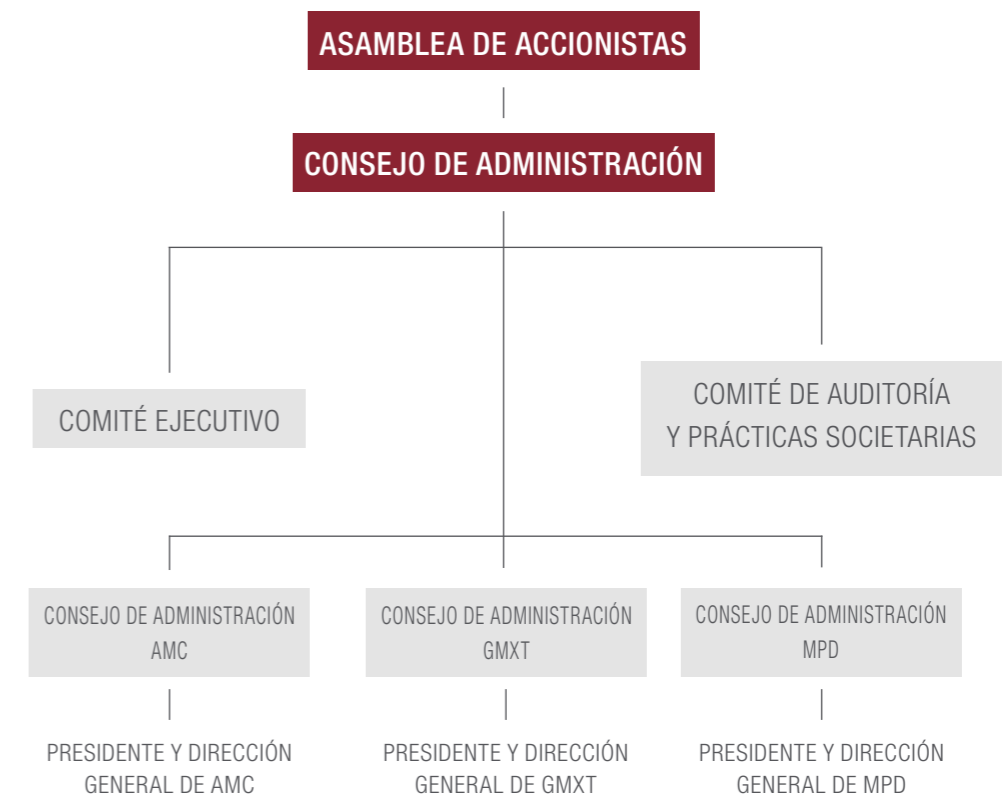 ASAMBLEA DE ACCIONISTAS
CONSEJO DE ADMINISTRACIÓN
COMITÉ EJECUTIVO
COMITÉ DE AUDITORÍA
Y PRÁCTICAS SOCIETARIAS
CONSEJO DE ADMINISTRACIÓN
AMC
CONSEJO DE ADMINISTRACIÓN
GMXT
CONSEJO DE ADMINISTRACIÓN
MPD
PRESIDENTE Y DIRECCIÓN
GENERAL DE AMC
PRESIDENTE Y DIRECCIÓN
GENERAL DE GMXT
PRESIDENTE Y DIRECCIÓN
GENERAL DE MPD